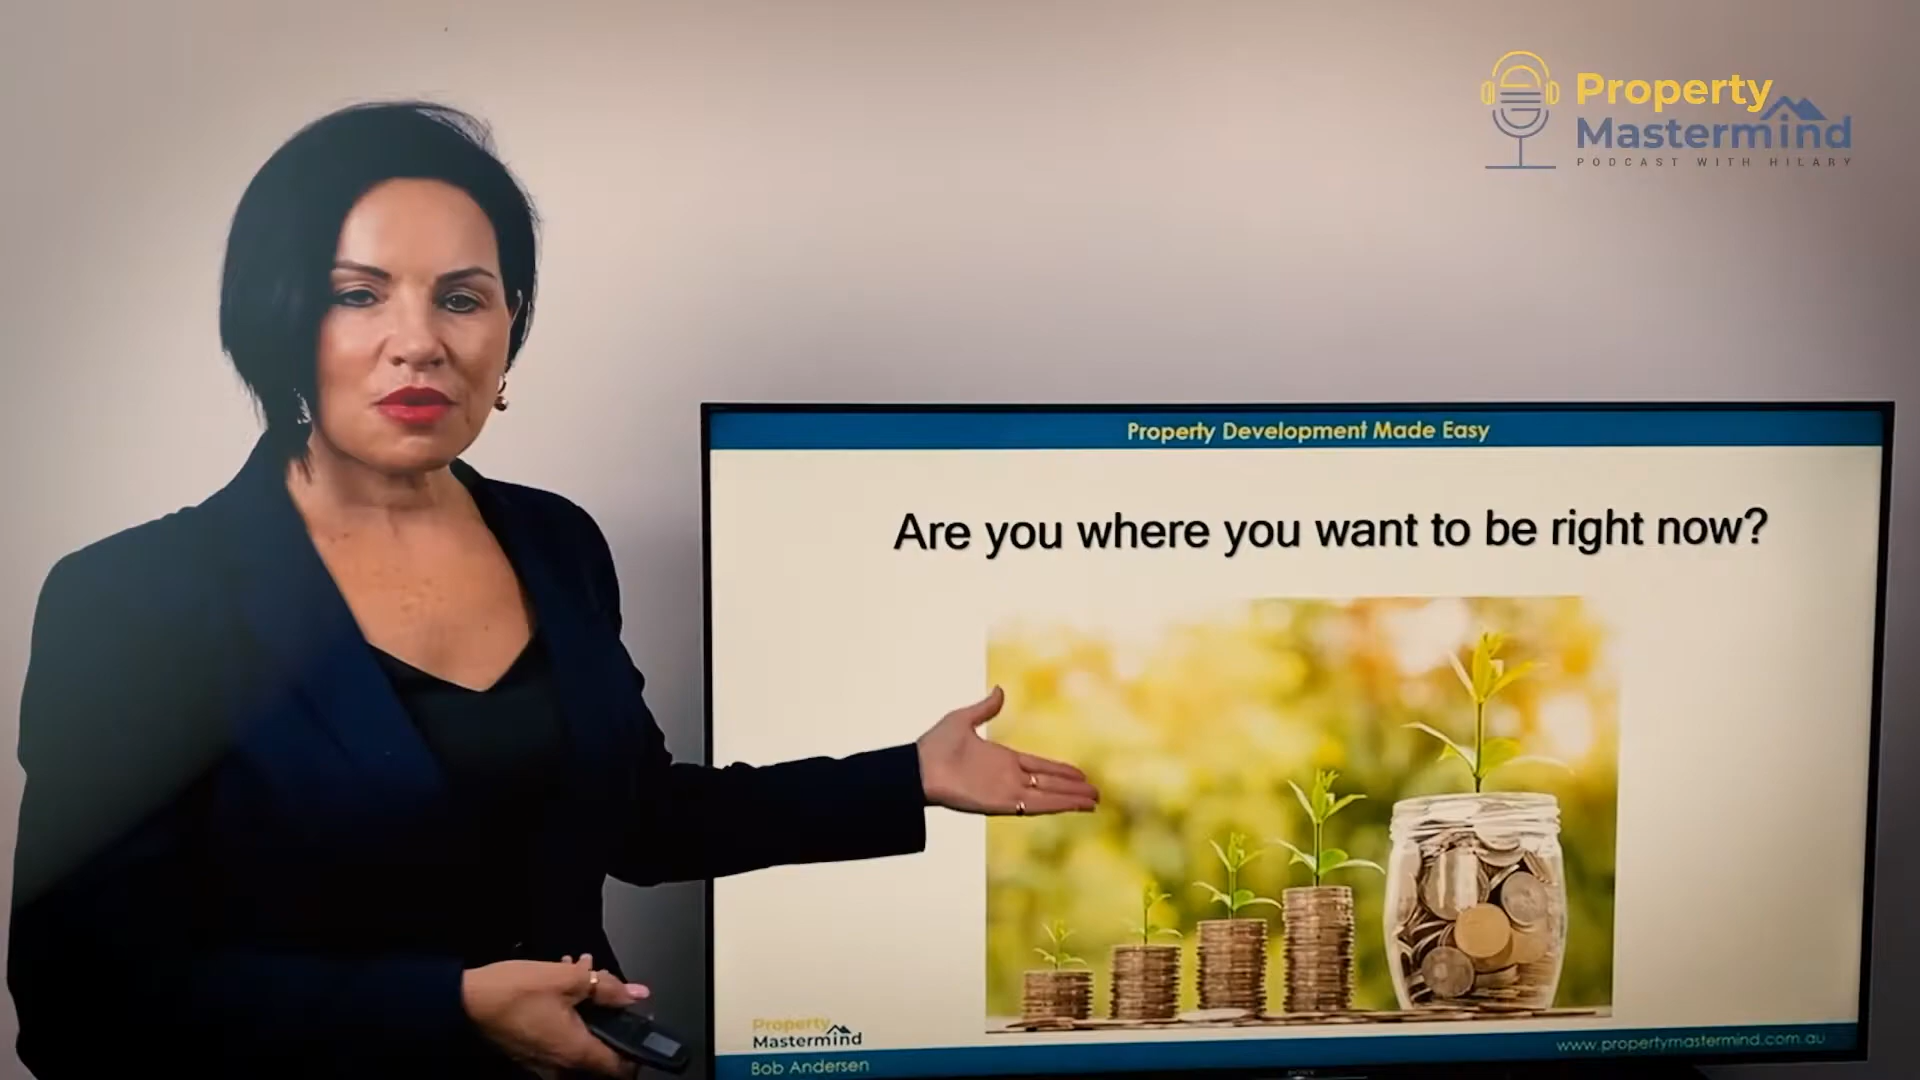 Property
Mastermind
PODCAST WITH HILARY
Property Development Made Easy
Are you where you want to be right now?
Property
Mastermind
Bob Andersen
www.propertymastermind.com.au
SONY